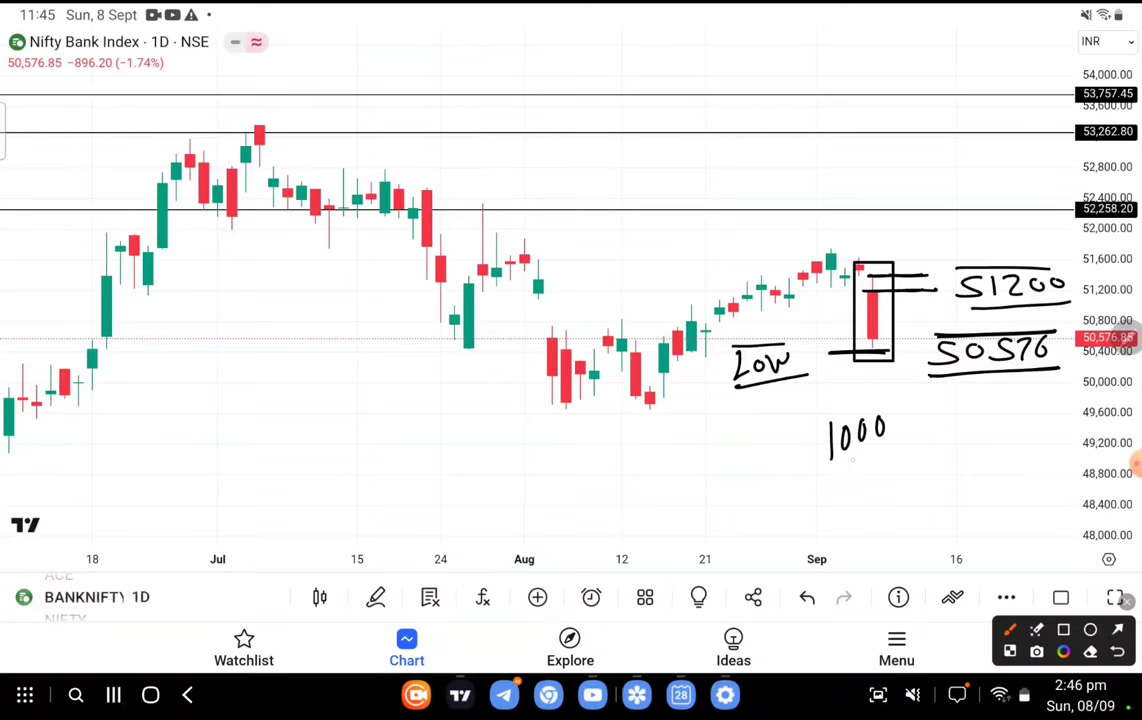 11:45 Sun, 8 Sept
Nifty Bank Index · 1D · NSE
INR
50,576.85 −896.20 (−1.74%)
54,000.00
53,757.45
53,600.00
53,262.80
52,800.00
52,400.00
52,258.20
52,000.00
51,600.00
51,200.00
50,800.00
50,576.85
50,400.00
50,000.00
49,600.00
49,200.00
48,800.00
48,400.00
48,000.00
51200
50576
LOW
1000
18 Jul 15 24 Aug 12 21 Sep 16
ACE
BANKNIFTY 1D
NIFTY
Watchlist Chart Explore Ideas Menu
28
2:46 pm
Sun, 08/09